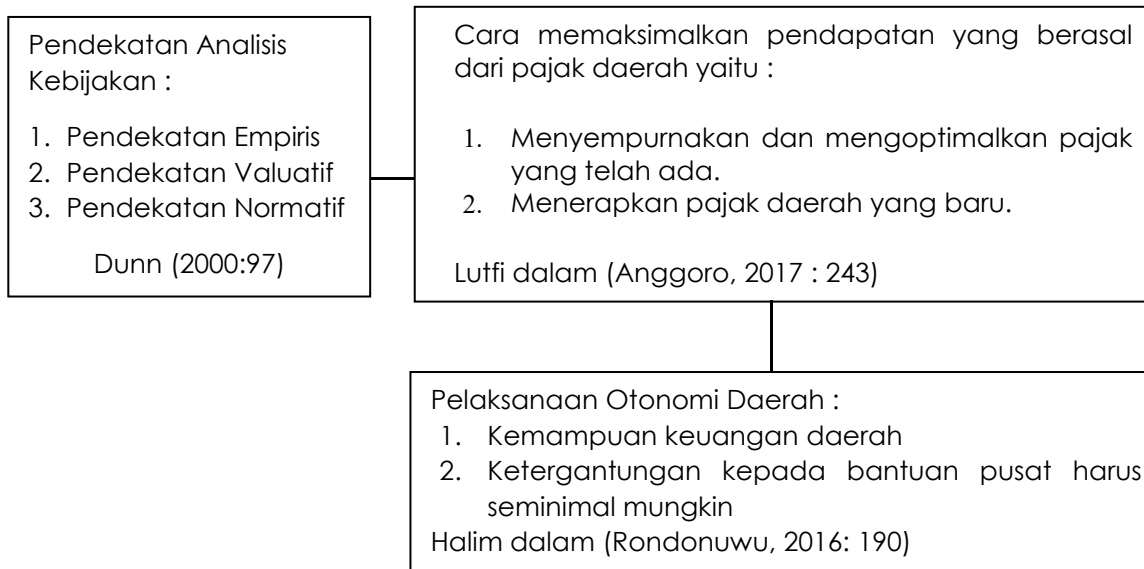 Pendekatan Analisis
Kebijakan :
1. Pendekatan Empiris
2. Pendekatan Valuatif
3. Pendekatan Normatif
Dunn (2000:97)
Cara memaksimalkan pendapatan yang berasal
dari pajak daerah yaitu :
1. Menyempurnakan dan mengoptimalkan pajak
yang telah ada.
2. Menerapkan pajak daerah yang baru.
Lutfi dalam (Anggoro, 2017 : 243)
Pelaksanaan Otonomi Daerah :
1. Kemampuan keuangan daerah
2. Ketergantungan kepada bantuan pusat harus
seminimal mungkin
Halim dalam (Rondonuwu, 2016: 190)